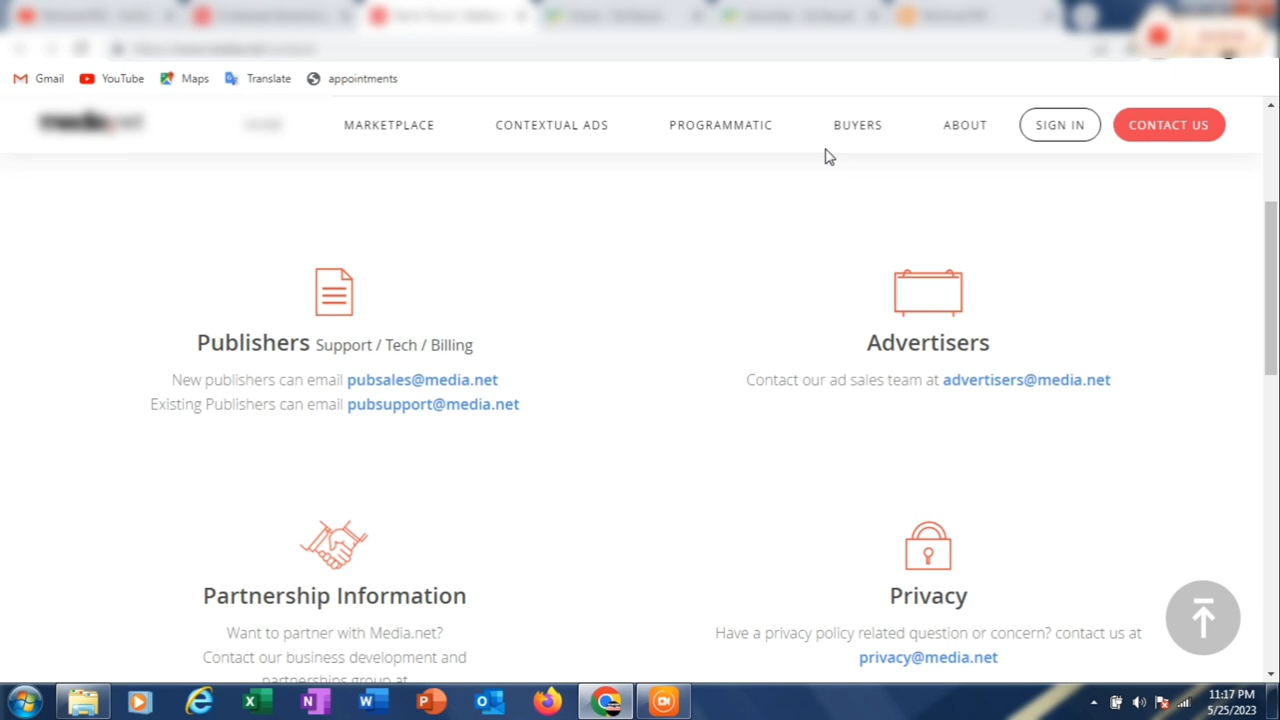 Gmail YouTube Maps Translate appointments
MARKETPLACE CONTEXTUAL ADS PROGRAMMATIC BUYERS ABOUT SIGN IN CONTACT US
Publishers Support / Tech / Billing
New publishers can email pubsales@media.net
Existing Publishers can email pubsupport@media.net
Advertisers
Contact our ad sales team at advertisers@media.net
Partnership Information
Want to partner with Media.net?
Contact our business development and
partnerships group at
Privacy
Have a privacy policy related question or concern? contact us at
privacy@media.net
11:17 PM
5/25/2023